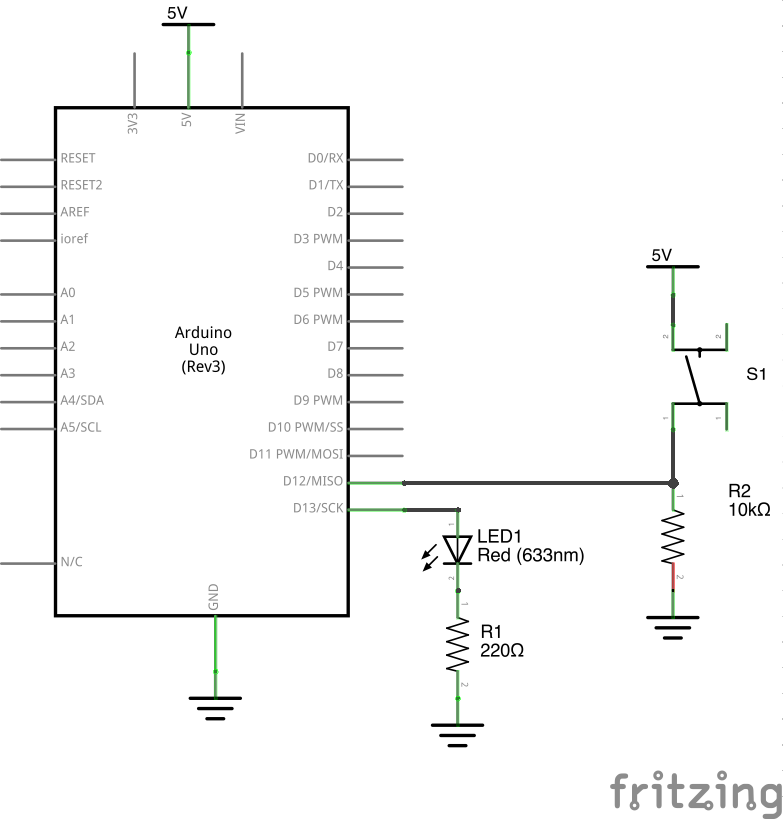 5V
3V3
5V
VIN
RESET
D0/RX
RESET2
D1/TX
AREF
D2
ioref
D3 PWM
D4
A0
D5 PWM
A1
D6 PWM
A2
D7
A3
D8
A4/SDA
D9 PWM
A5/SCL
D10 PWM/SS
D11 PWM/MOSI
D12/MISO
D13/SCK
N/C
GND
Arduino
Uno
(Rev3)
5V
2
2
S1
1
1
R2
10kΩ
1
2
1
LED1
Red (633nm)
2
1
R1
220Ω
2
fritzing